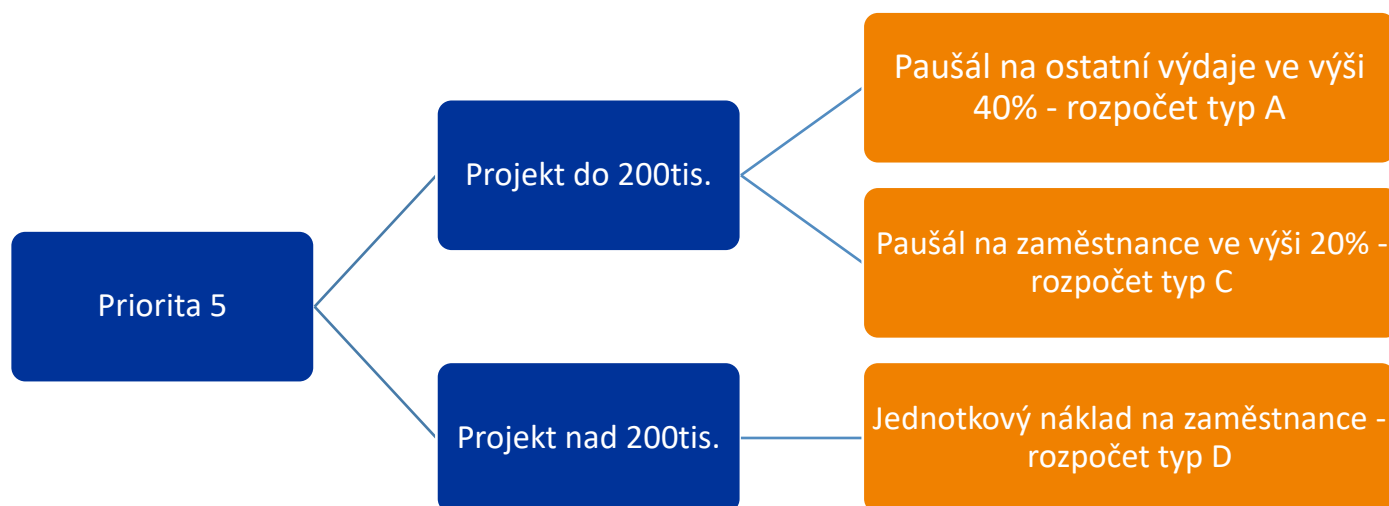 Priorita 5
Projekt do 200tis.
Paušál na ostatní výdaje ve výši
40% - rozpočet typ A
Paušál na zaměstnance ve výši 20% -
rozpočet typ C
Projekt nad 200tis.
Jednotkový náklad na zaměstnance -
rozpočet typ D